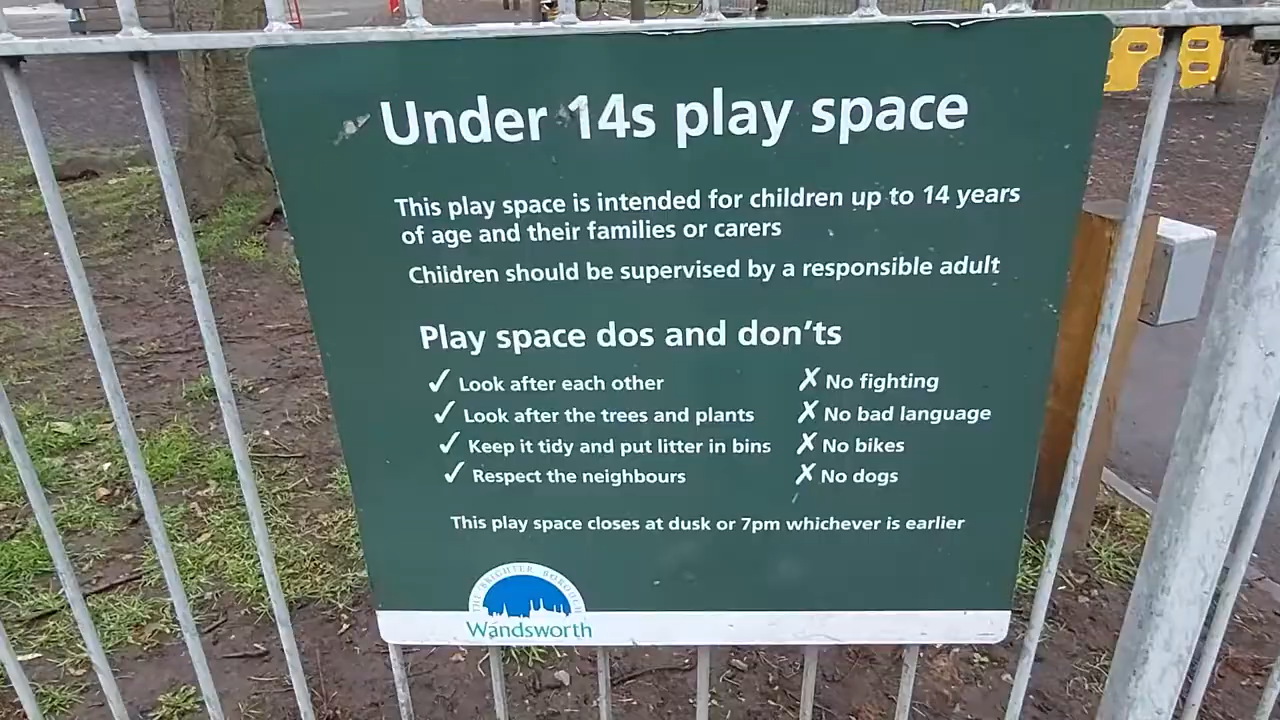 Under 14s play space
This play space is intended for children up to 14 years
of age and their families or carers
Children should be supervised by a responsible adult
Play space dos and don'ts
✓ Look after each other
✓ Look after the trees and plants
✓ Keep it tidy and put litter in bins
✓ Respect the neighbours
✗ No fighting
✗ No bad language
✗ No bikes
✗ No dogs
This play space closes at dusk or 7pm whichever is earlier
THE BRIGHTER BOROUGH
Wandsworth